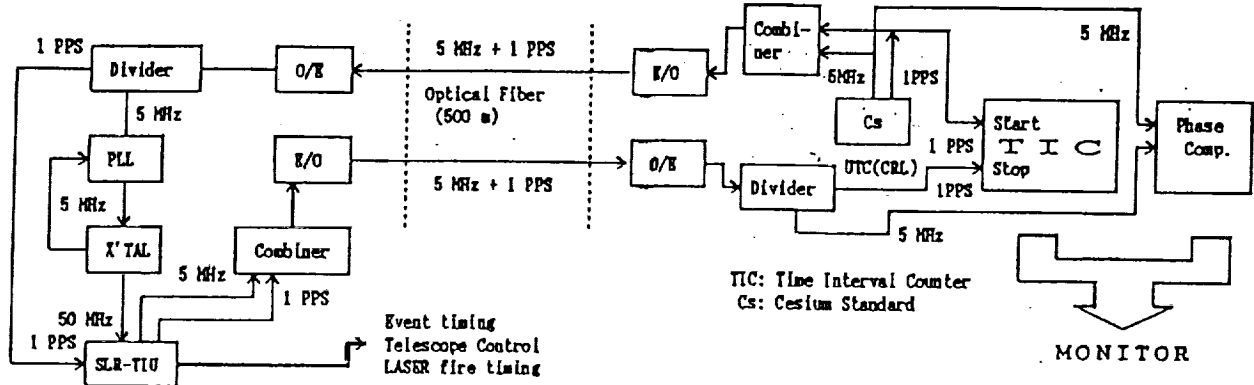 1 PPS
Divider
O/E
5 MHz + 1 PPS
E/O
Combi-
ner
5MHz
1PPS
5 MHz
Cs
Start
TIC
Stop
1 PPS
UTC(CRL)
1PPS
Phase
Comp.
5 MHz
PLL
5 MHz
X'TAL
50 MHz
1 PPS
SLR-TIU
Optical Fiber
(500 m)
E/O
5 MHz + 1 PPS
O/E
Divider
5 MHz
Combiner
5 MHz
1 PPS
Event timing
Telescope Control
LASER fire timing
TIC: Time Interval Counter
Cs: Cesium Standard
MONITOR